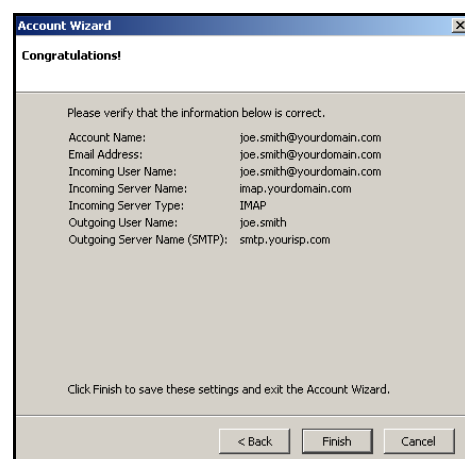 Account Wizard
Congratulations!
Please verify that the information below is correct.
Account Name: joe.smith@yourdomain.com
Email Address: joe.smith@yourdomain.com
Incoming User Name: joe.smith@yourdomain.com
Incoming Server Name: imap.yourdomain.com
Incoming Server Type: IMAP
Outgoing User Name: joe.smith
Outgoing Server Name (SMTP): smtp.yourisp.com
Click Finish to save these settings and exit the Account Wizard.
< Back Finish Cancel